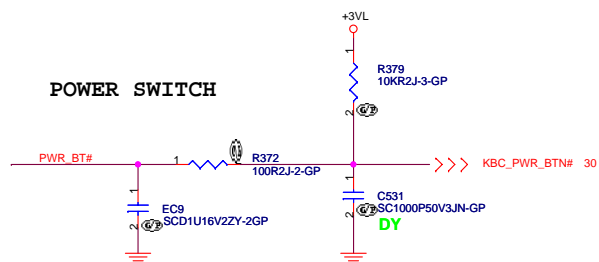 +3VL
1
R379
10KR2J-3-GP
2
G/P
POWER SWITCH
PWR_BT#
1
2
R372
100R2J-2-GP
KBC_PWR_BTN# 30
1
EC9
SCD1U16V2ZY-2GP
2
G/P
1
C531
SC1000P50V3JN-GP
2
G/P
DY